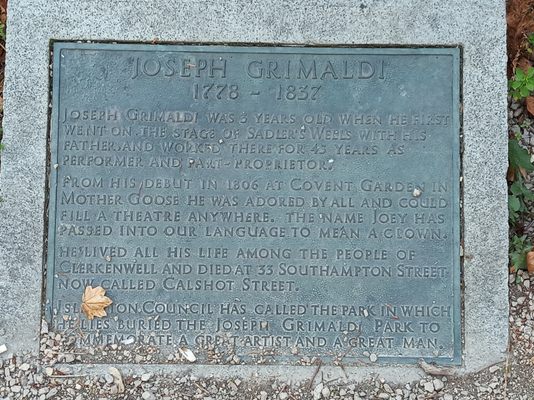 JOSEPH GRIMALDI
1778 - 1837
JOSEPH GRIMALDI WAS 3 YEARS OLD WHEN HE FIRST
WENT ON THE STAGE OF SADLER'S WELLS WITH HIS
FATHER AND WORKED THERE FOR 45 YEARS AS
PERFORMER AND PART-PROPRIETOR.
FROM HIS DEBUT IN 1806 AT COVENT GARDEN IN
MOTHER GOOSE HE WAS ADORED BY ALL AND COULD
FILL A THEATRE ANYWHERE. THE NAME JOEY HAS
PASSED INTO OUR LANGUAGE TO MEAN A CLOWN.
HE LIVED ALL HIS LIFE AMONG THE PEOPLE OF
CLERKENWELL AND DIED AT 33 SOUTHAMPTON STREET
NOW CALLED CALSHOT STREET.
ISLINGTON COUNCIL HAS CALLED THE PARK IN WHICH
HE LIES BURIED THE JOSEPH GRIMALDI PARK TO
COMMEMORATE A GREAT ARTIST AND A GREAT MAN.